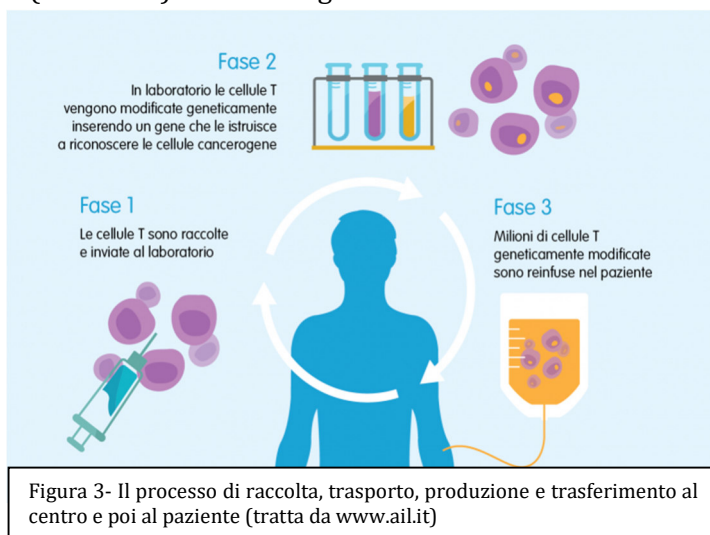 Fase 2
In laboratorio le cellule T
vengono modificate geneticamente
inserendo un gene che le istruisce
a riconoscere le cellule cancerogene
Fase 1
Le cellule T sono raccolte
e inviate al laboratorio
Fase 3
Milioni di cellule T
geneticamente modificate
sono reinfuse nel paziente
Figura 3- Il processo di raccolta, trasporto, produzione e trasferimento al
centro e poi al paziente (tratta da www.ail.it)